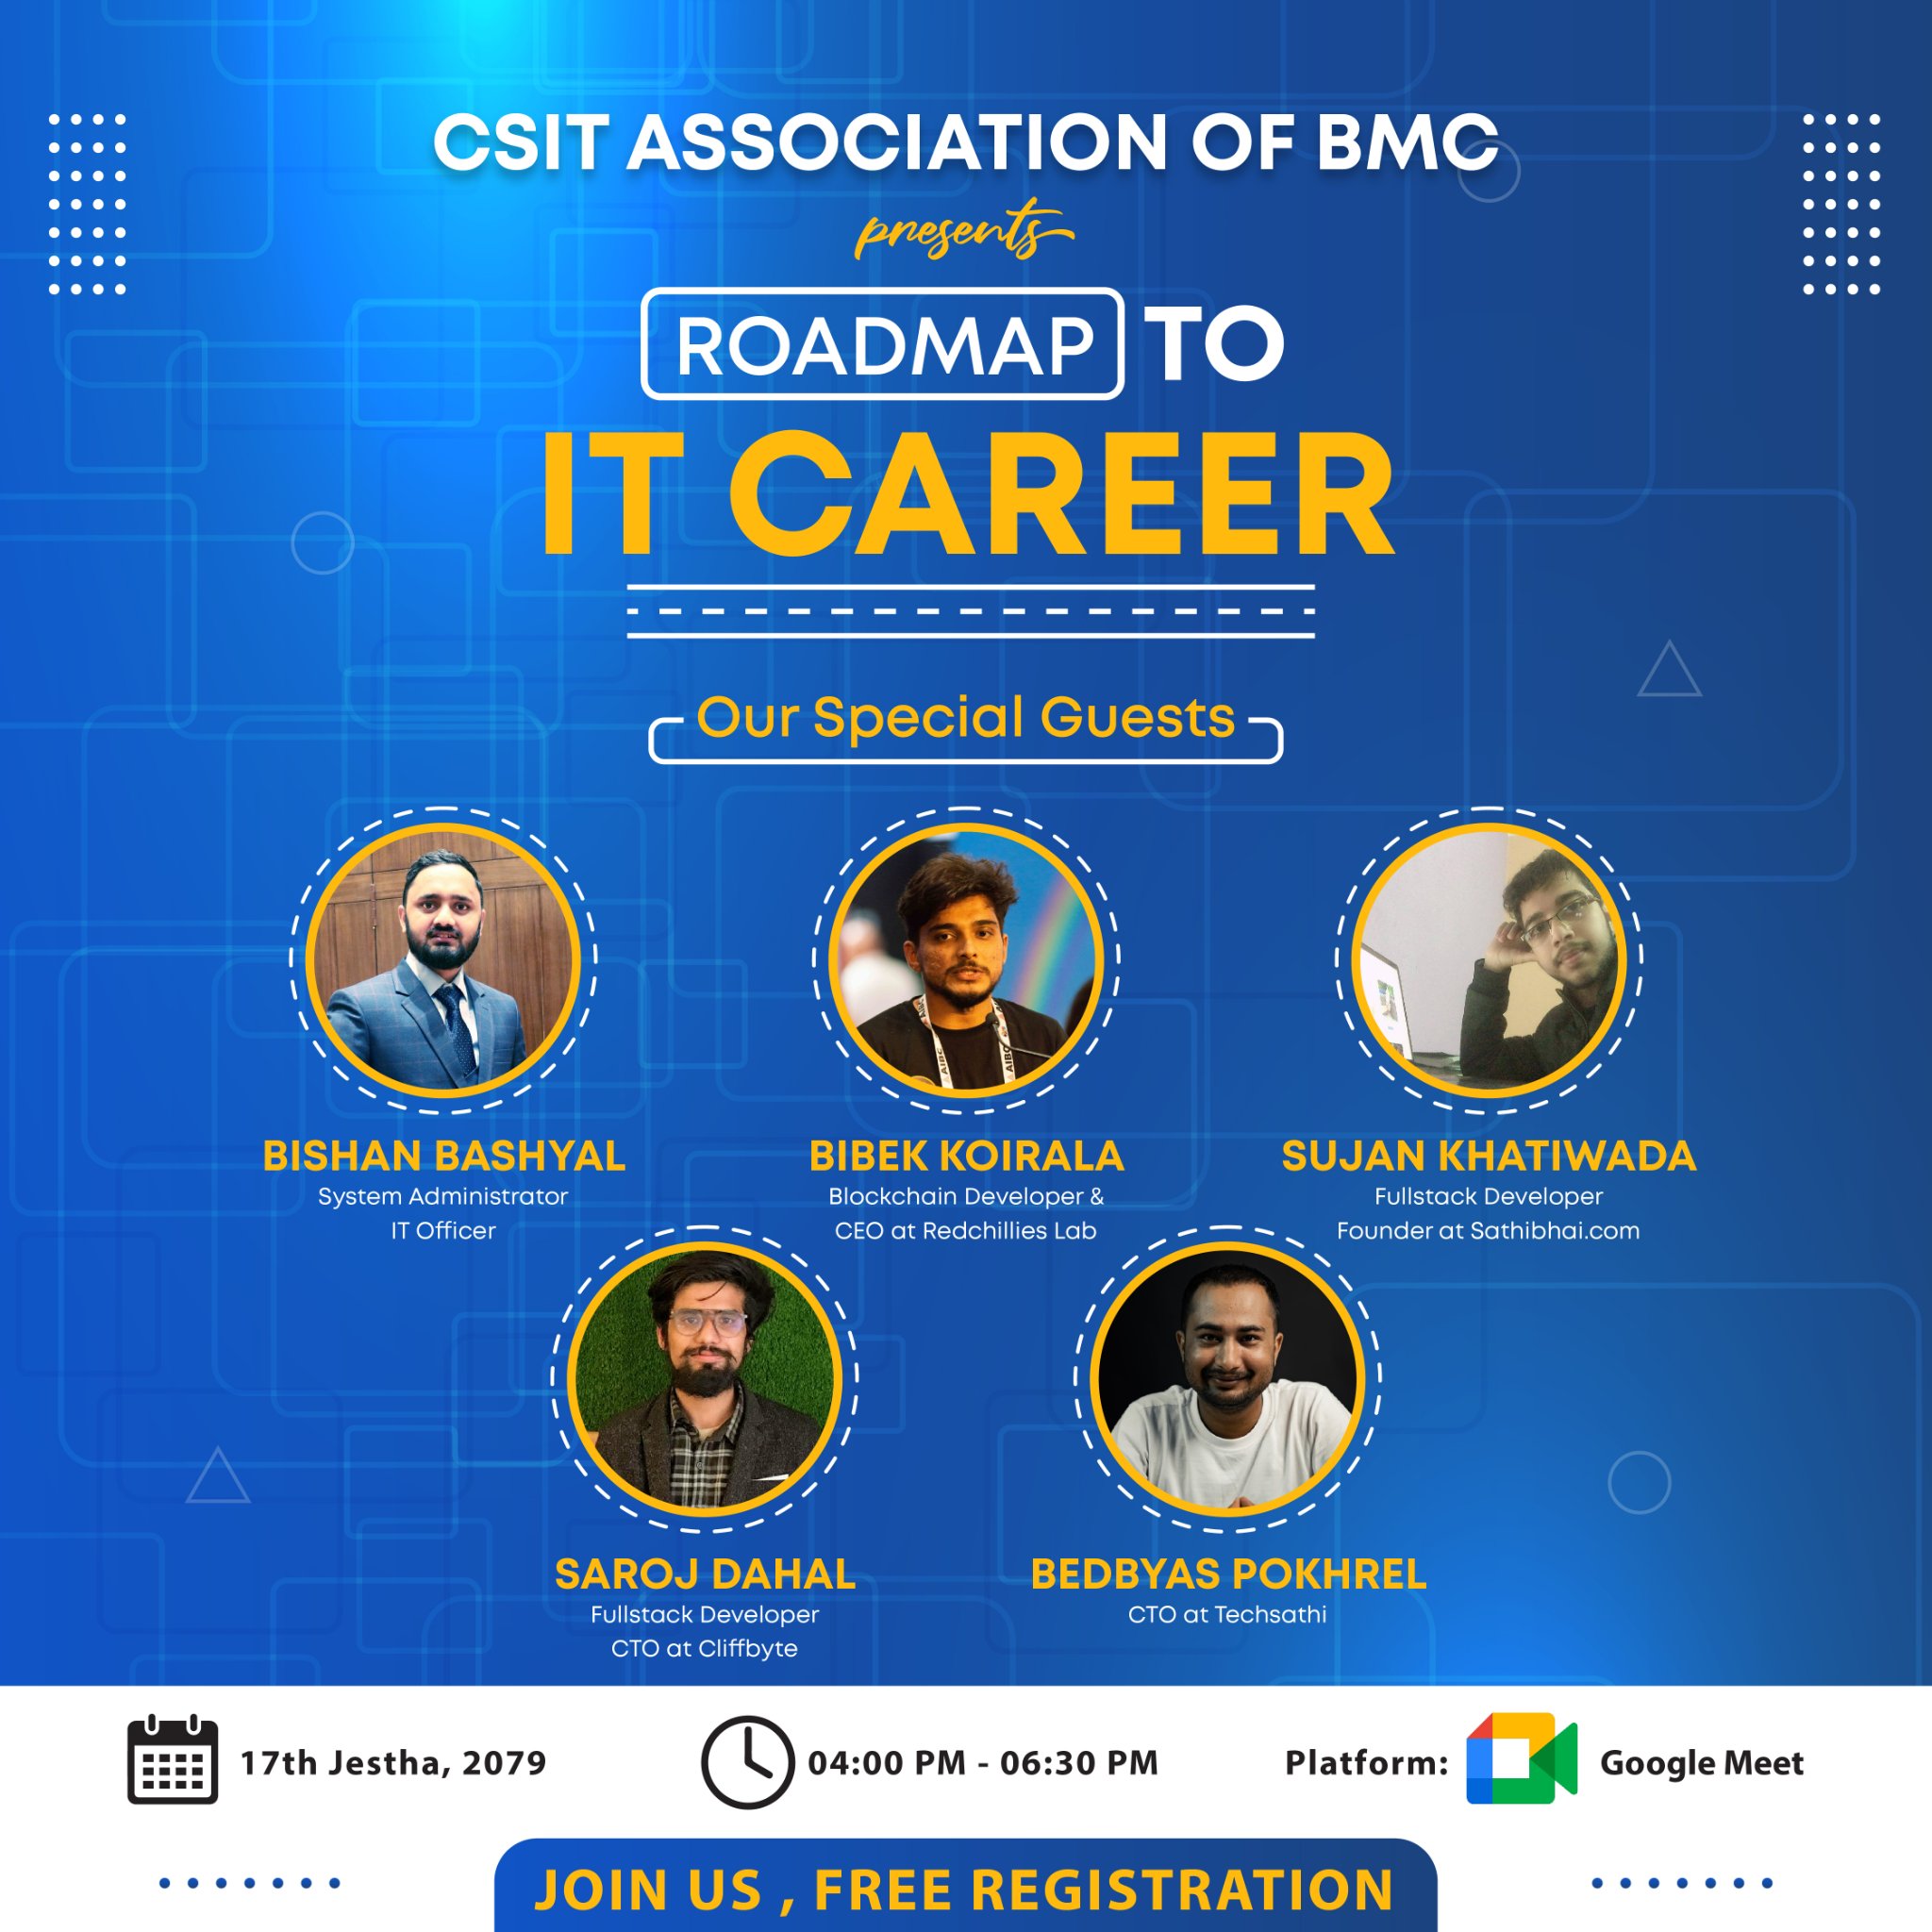 CSIT ASSOCIATION OF BMC
presents
ROADMAP TO
IT CAREER
Our Special Guests
AIBC AIBC
BISHAN BASHYAL
System Administrator
IT Officer
BIBEK KOIRALA
Blockchain Developer &
CEO at Redchillies Lab
SUJAN KHATIWADA
Fullstack Developer
Founder at Sathibhai.com
SAROJ DAHAL
Fullstack Developer
CTO at Cliffbyte
BEDBYAS POKHREL
CTO at Techsathi
17th Jestha, 2079
04:00 PM - 06:30 PM
Platform: Google Meet
JOIN US , FREE REGISTRATION